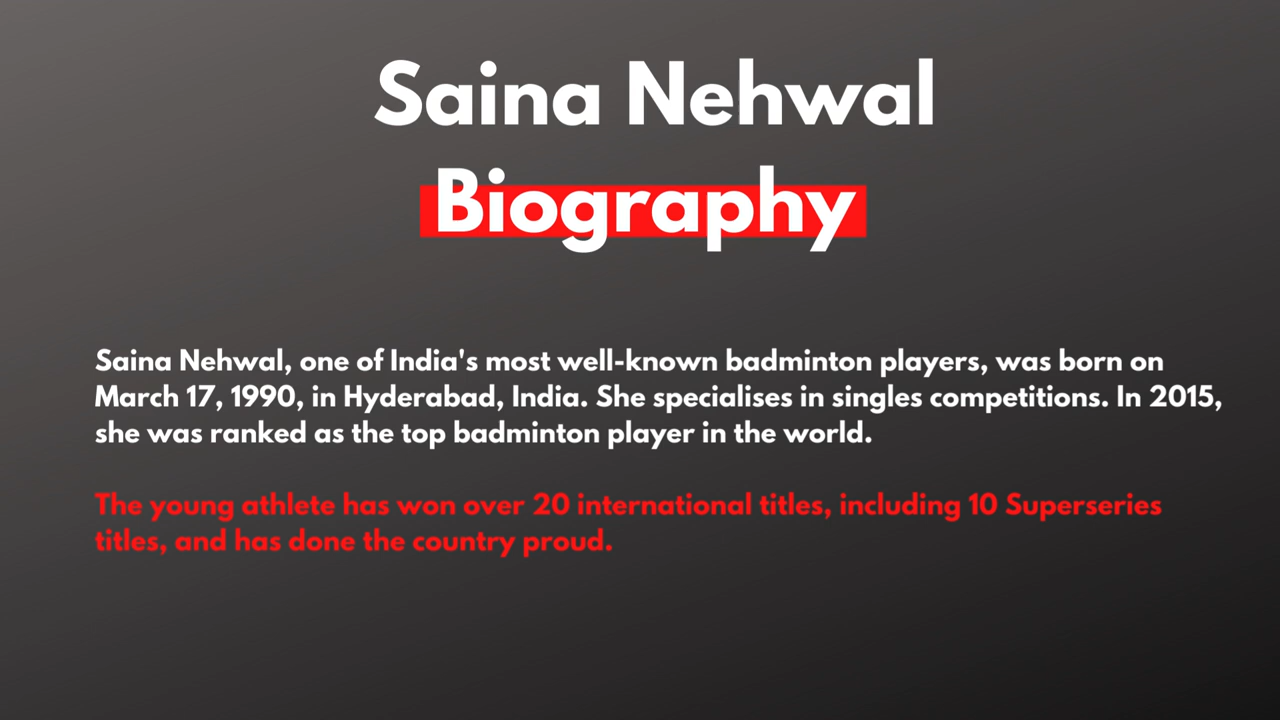 Saina Nehwal
Biography
Saina Nehwal, one of India's most well-known badminton players, was born on
March 17, 1990, in Hyderabad, India. She specialises in singles competitions. In 2015,
she was ranked as the top badminton player in the world.
The young athlete has won over 20 international titles, including 10 Superseries
titles, and has done the country proud.